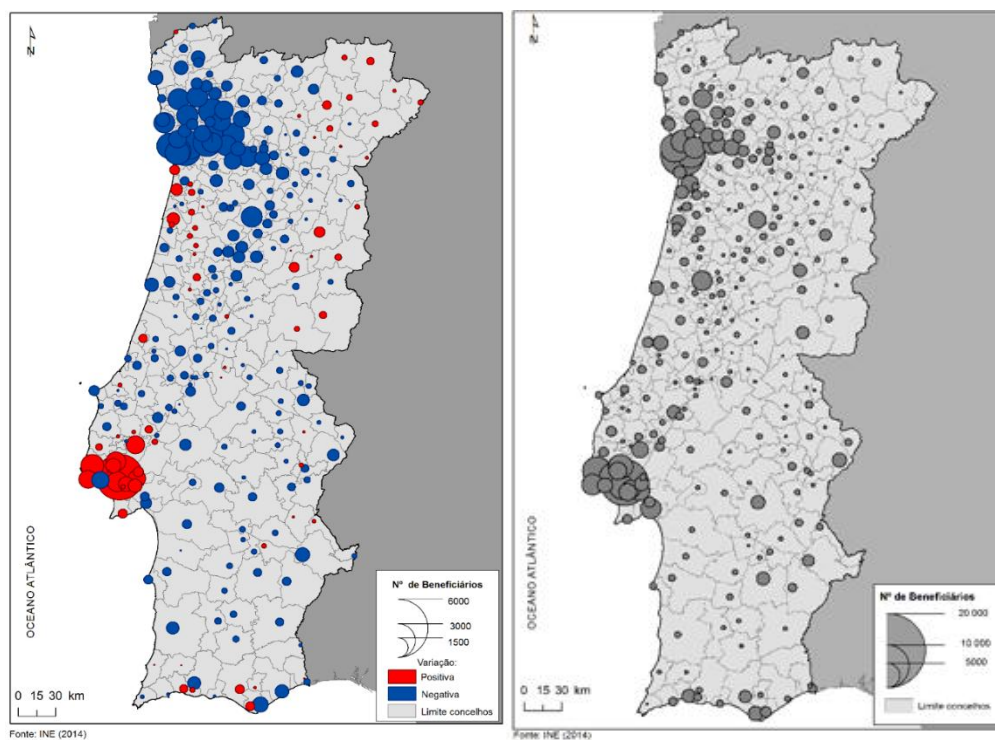 N
OCEANO ATLÂNTICO
0 15 30 km
Nº de Beneficiários
6000
3000
1500
Variação:
Positiva
Negativa
Limite concelhos
Fonte: INE (2014)
N
OCEANO ATLÂNTICO
0 15 30 km
Nº de Beneficiários
20 000
10 000
5000
Limite concelhos
Fonte: INE (2014)